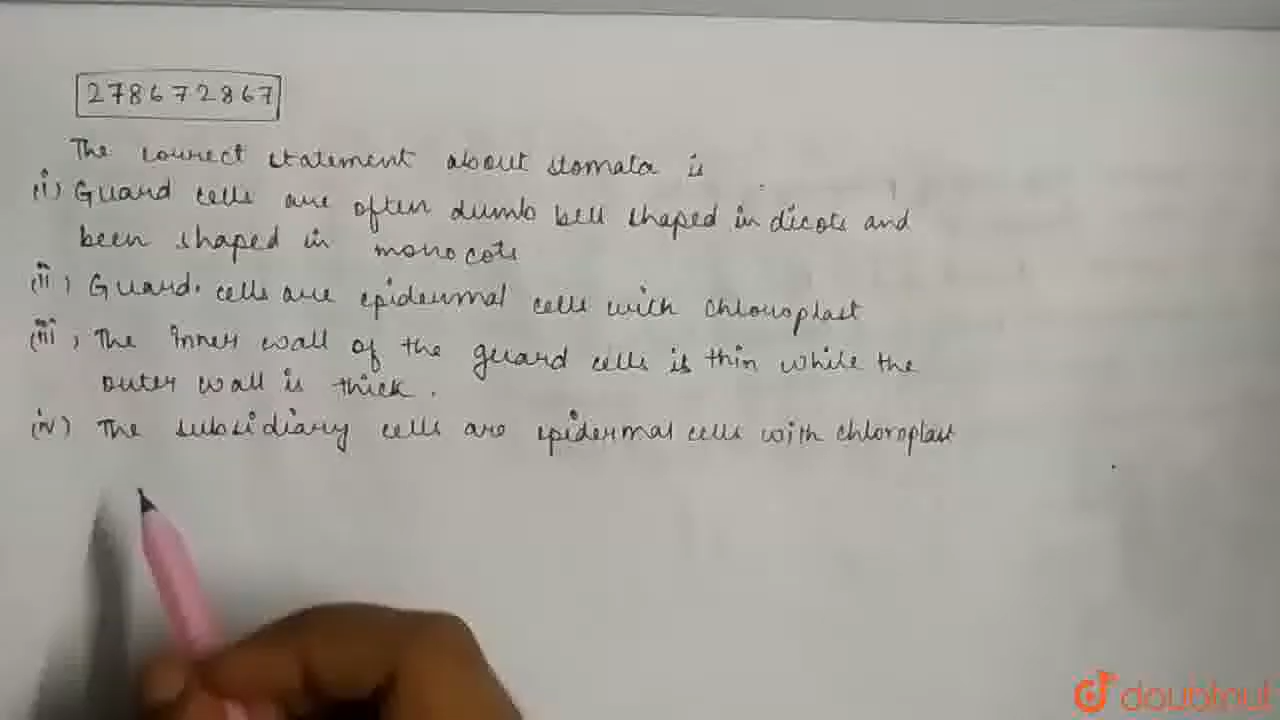 278672867
The correct statement about stomata is
(i) Guard cells are often dumb bell shaped in dicots and
been shaped in monocots
(ii) Guard cells are epidermal cells with chloroplast
(iii) The inner wall of the guard cells is thin while the
outer wall is thick.
(iv) The subsidiary cells are epidermal cells with chloroplast
doubtnut